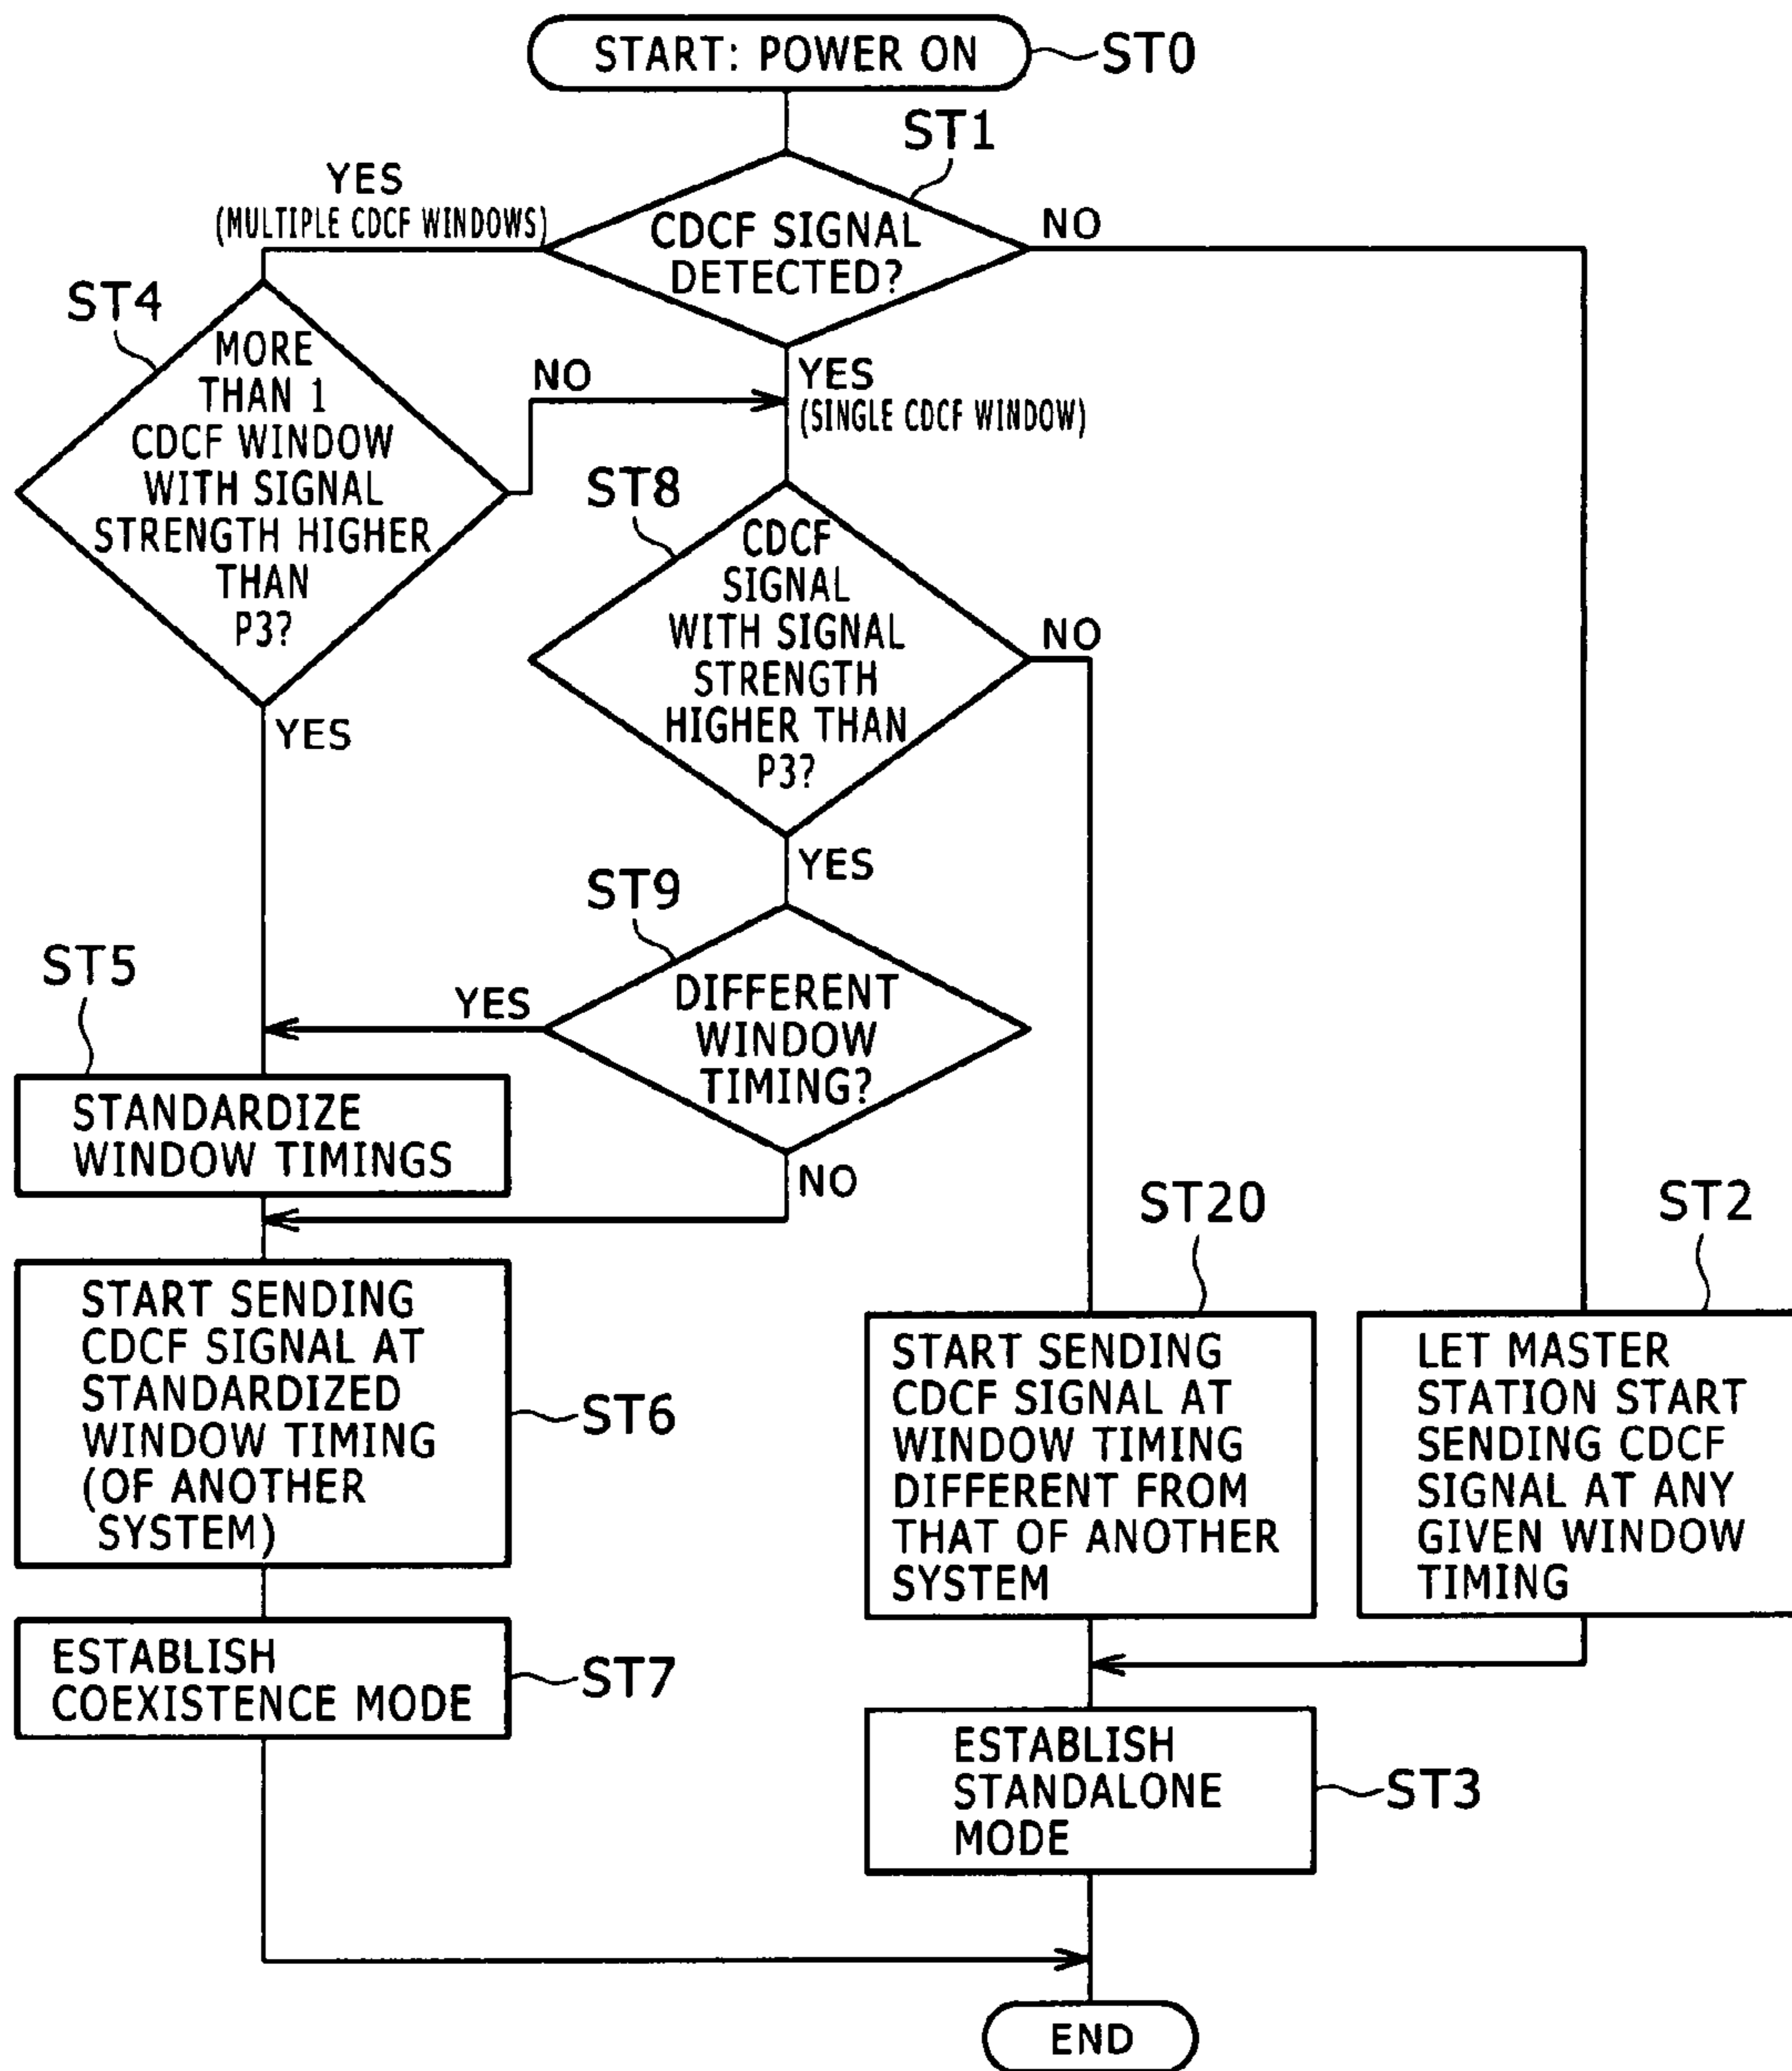 START: POWER ON
ST0
ST1
YES
(MULTIPLE CDCF WINDOWS)
CDCF SIGNAL
DETECTED?
NO
ST4
MORE
THAN 1
CDCF WINDOW
WITH SIGNAL
STRENGTH HIGHER
THAN
P3?
NO
YES
(SINGLE CDCF WINDOW)
ST8
CDCF
SIGNAL
WITH SIGNAL
STRENGTH
HIGHER THAN
P3?
NO
YES
YES
ST9
DIFFERENT
WINDOW
TIMING?
YES
NO
ST5
STANDARDIZE
WINDOW TIMINGS
START SENDING
CDCF SIGNAL AT
STANDARDIZED
WINDOW TIMING
(OF ANOTHER
SYSTEM)
ST6
ST20
START SENDING
CDCF SIGNAL AT
WINDOW TIMING
DIFFERENT FROM
THAT OF ANOTHER
SYSTEM
ST2
LET MASTER
STATION START
SENDING CDCF
SIGNAL AT ANY
GIVEN WINDOW
TIMING
ESTABLISH
COEXISTENCE MODE
ST7
ESTABLISH
STANDALONE
MODE
ST3
END